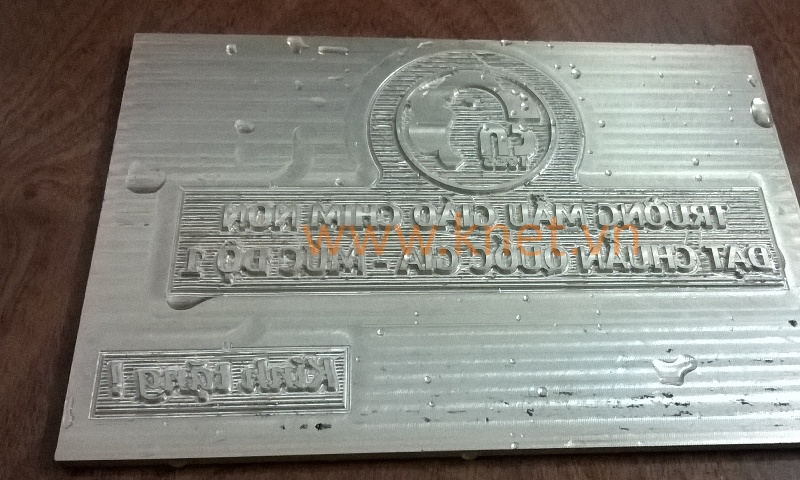 TRƯỜNG MẪU GIÁO CHIM NON
ĐẠT CHUẨN QUỐC GIA - MỨC ĐỘ 1
www.knet.vn
Kính tặng !